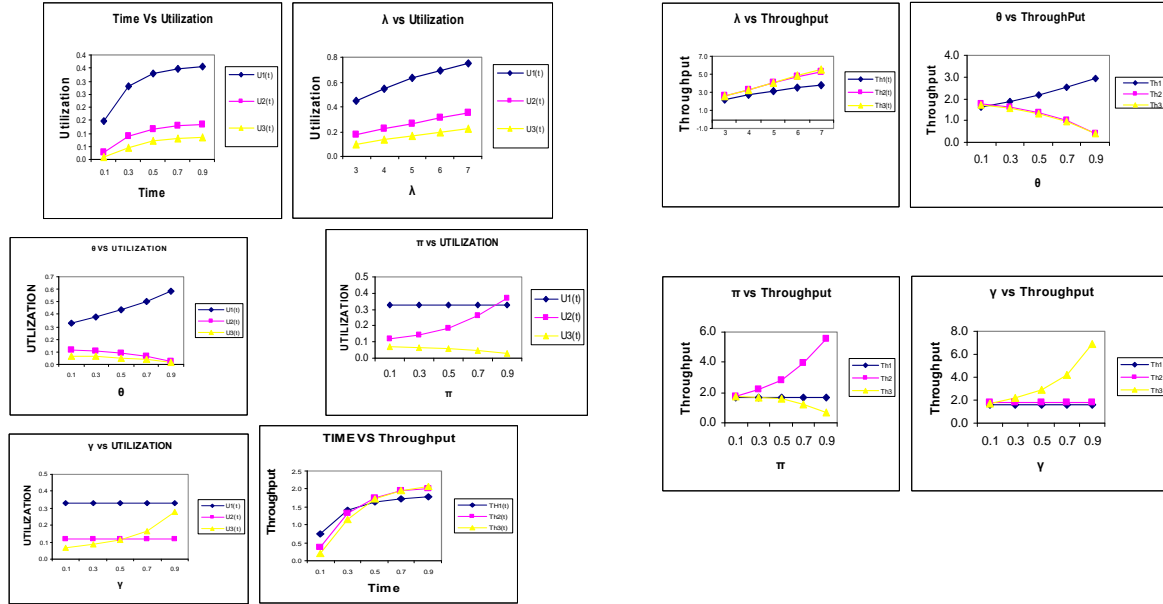 Time Vs Utilization
0.4
0.4
0.3
0.3
0.2
0.2
0.1
0.1
0.0
Utilization
0.1 0.3 0.5 0.7 0.9
Time
U1(t)
U2(t)
U3(t)
λ vs Utilization
0.8
0.6
0.4
0.2
0.0
Utilization
3 4 5 6 7
λ
U1(t)
U2(t)
U3(t)
λ vs Throughput
7.0
5.0
3.0
1.0
-1.0
Throughput
3 4 5 6 7
Th1(t)
Th2(t)
Th3(t)
θ vs ThroughPut
4.0
3.0
2.0
1.0
0.0
Throughput
0.1 0.3 0.5 0.7 0.9
θ
Th1
Th2
Th3
θ VS UTILIZATION
0.7
0.6
0.5
0.4
0.3
0.2
0.1
0.0
UTILIZATION
0.1 0.3 0.5 0.7 0.9
θ
U1(t)
U2(t)
U3(t)
π vs UTILIZATION
0.5
0.4
0.3
0.2
0.1
0.0
UTILIZATION
0.1 0.3 0.5 0.7 0.9
π
U1(t)
U2(t)
U3(t)
π vs Throughput
6.0
4.0
2.0
0.0
Throughput
0.1 0.3 0.5 0.7 0.9
π
Th1
Th2
Th3
γ vs Throughput
8.0
6.0
4.0
2.0
0.0
Throughput
0.1 0.3 0.5 0.7 0.9
γ
Th1
Th2
Th3
γ vs UTILIZATION
0.5
0.4
0.3
0.2
0.1
0.0
UTILIZATION
0.1 0.3 0.5 0.7 0.9
γ
U1(t)
U2(t)
U3(t)
TIME VS Throughput
2.5
2.0
1.5
1.0
0.5
0.0
Throughput
0.1 0.3 0.5 0.7 0.9
Time
TH1(t)
Th2(t)
Th3(t)